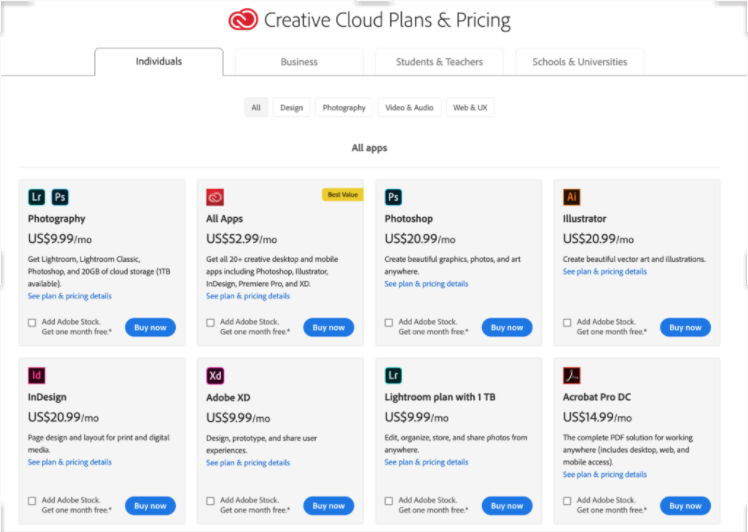 Creative Cloud Plans & Pricing
Individuals
Business
Students & Teachers
Schools & Universities
All
Design
Photography
Video & Audio
Web & UX
All apps
Lr Ps
Photography
US$9.99/mo
Get Lightroom, Lightroom Classic,
Photoshop, and 20GB of cloud storage (1TB
available).
See plan & pricing details
Add Adobe Stock.
Get one month free.*
Buy now
Best Value
All Apps
US$52.99/mo
Get all 20+ creative desktop and mobile
apps including Photoshop, Illustrator,
InDesign, Premiere Pro, and XD.
See plan & pricing details
Add Adobe Stock.
Get one month free.*
Buy now
Ps
Photoshop
US$20.99/mo
Create beautiful graphics, photos, and art
anywhere.
See plan & pricing details
Add Adobe Stock.
Get one month free.*
Buy now
Ai
Illustrator
US$20.99/mo
Create beautiful vector art and illustrations.
See plan & pricing details
Add Adobe Stock.
Get one month free.*
Buy now
Id
InDesign
US$20.99/mo
Page design and layout for print and digital
media.
See plan & pricing details
Add Adobe Stock.
Get one month free.*
Buy now
Xd
Adobe XD
US$9.99/mo
Design, prototype, and share user
experiences.
See plan & pricing details
Add Adobe Stock.
Get one month free.*
Buy now
Lr
Lightroom plan with 1 TB
US$9.99/mo
Edit, organize, store, and share photos from
anywhere.
See plan & pricing details
Add Adobe Stock.
Get one month free.*
Buy now
Acrobat Pro DC
US$14.99/mo
The complete PDF solution for working
anywhere (includes desktop, web, and
mobile access).
See plan & pricing details
Add Adobe Stock.
Get one month free.*
Buy now